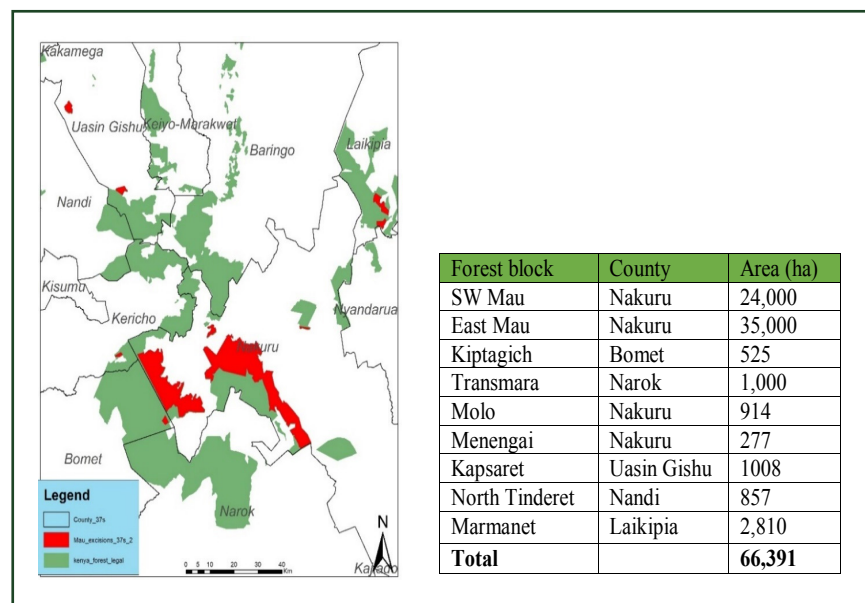 Kakamega
Uasin Gishu
Keiyo-Marakwet
Baringo
Laikipia
Nandi
Kisumu
Kericho
Nyandarua
Nakuru
Bomet
Narok
Kajiado
Legend
County_37s
Mau_excisions_37s_2
kenya_forest_legal
0 5 10 20 30 40
Km
N
Forest block County Area (ha)
SW Mau Nakuru 24,000
East Mau Nakuru 35,000
Kiptagich Bomet 525
Transmara Narok 1,000
Molo Nakuru 914
Menengai Nakuru 277
Kapsaret Uasin Gishu 1008
North Tinderet Nandi 857
Marmanet Laikipia 2,810
Total 66,391